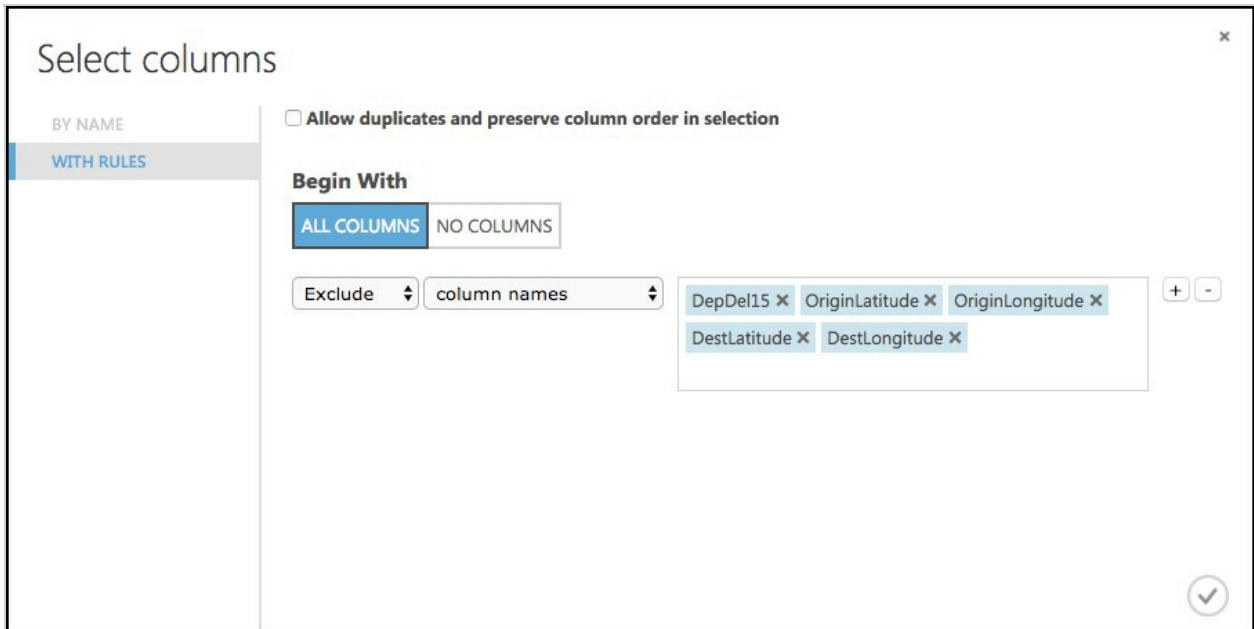 Select columns
×
BY NAME
WITH RULES
Allow duplicates and preserve column order in selection
Begin With
ALL COLUMNS NO COLUMNS
Exclude column names DepDel15 × OriginLatitude × OriginLongitude × + -
DestLatitude × DestLongitude ×